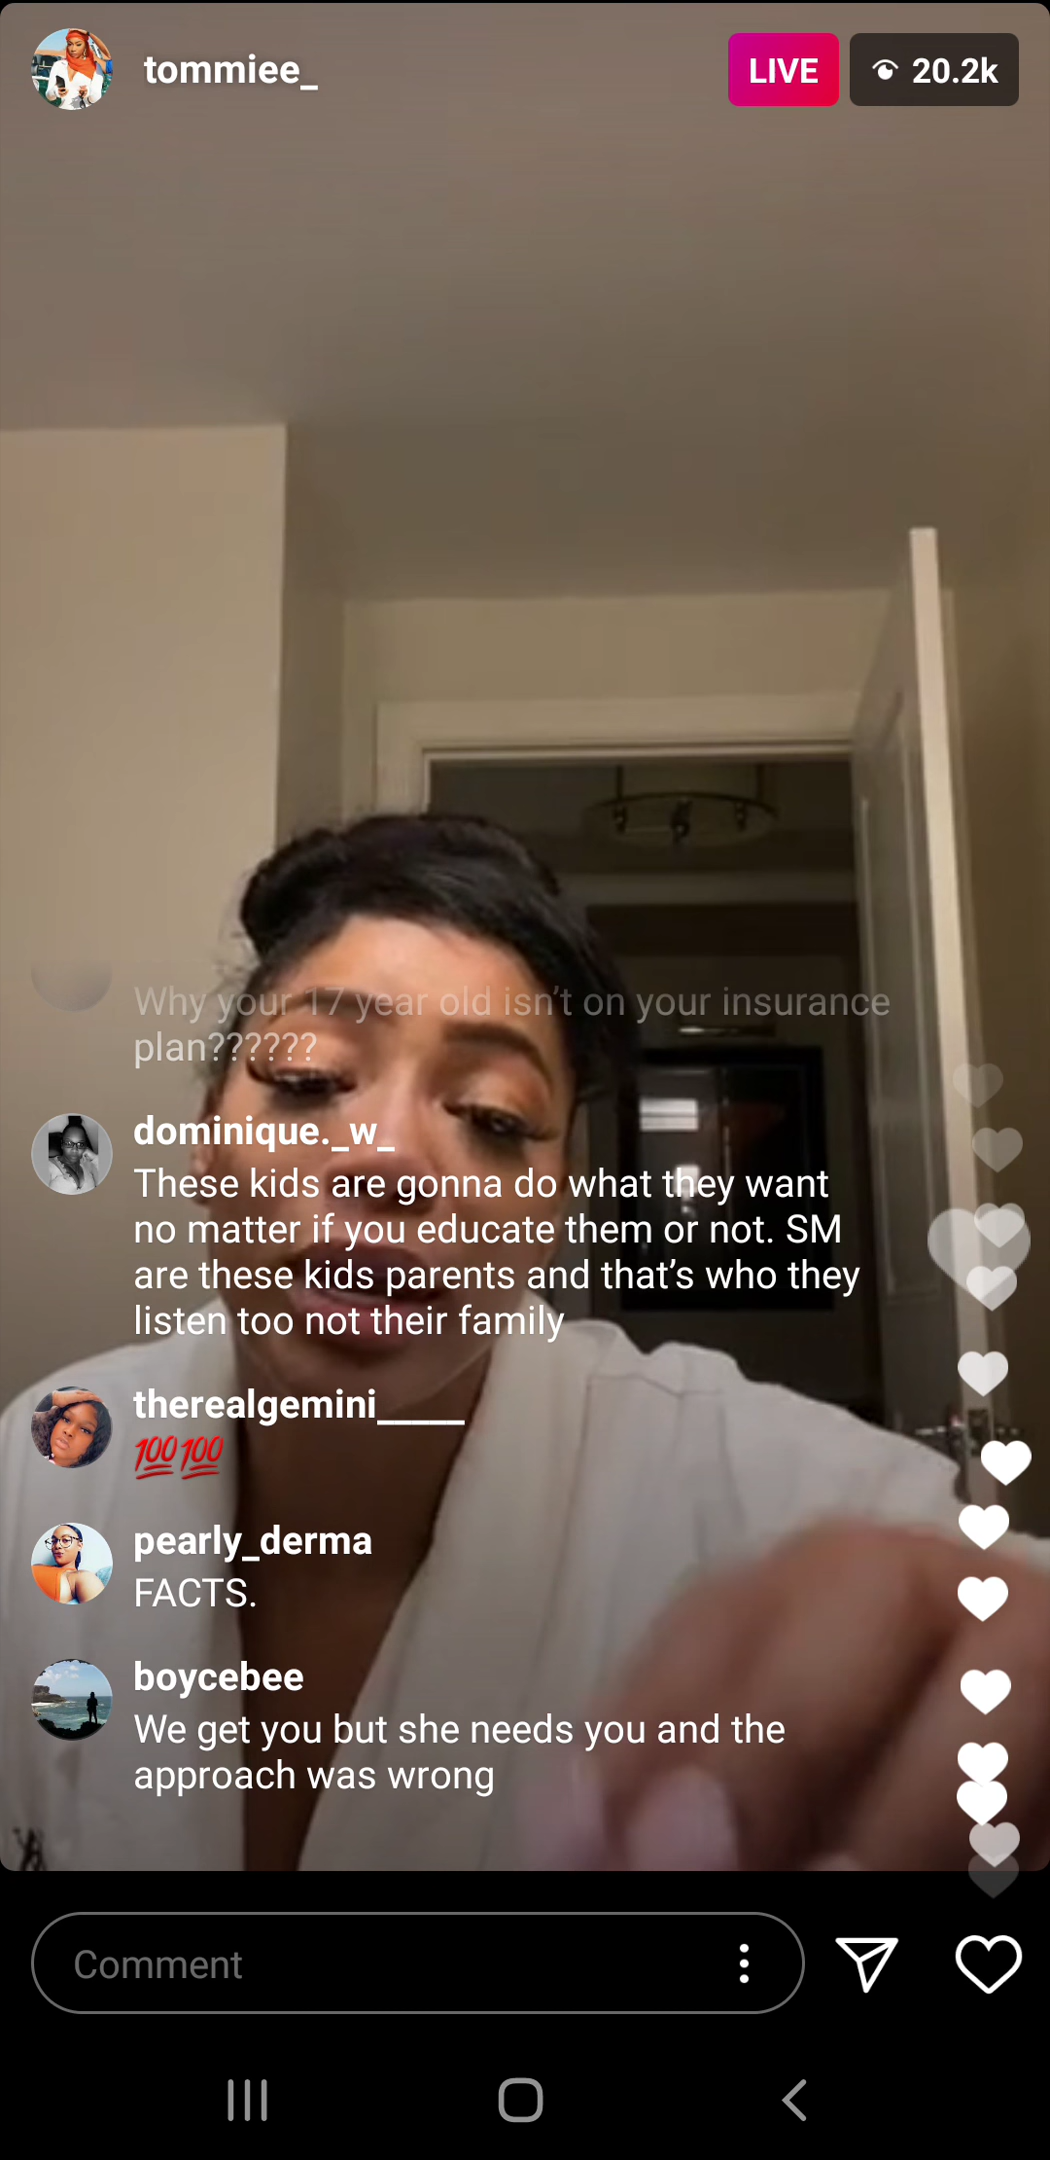 tommiee_
LIVE
20.2k
Why your 17 year old isn't on your insurance
plan??????
dominique._w_
These kids are gonna do what they want
no matter if you educate them or not. SM
are these kids parents and that's who they
listen too not their family
therealgemini_____
💯💯
pearly_derma
FACTS.
boycebee
We get you but she needs you and the
approach was wrong
Comment